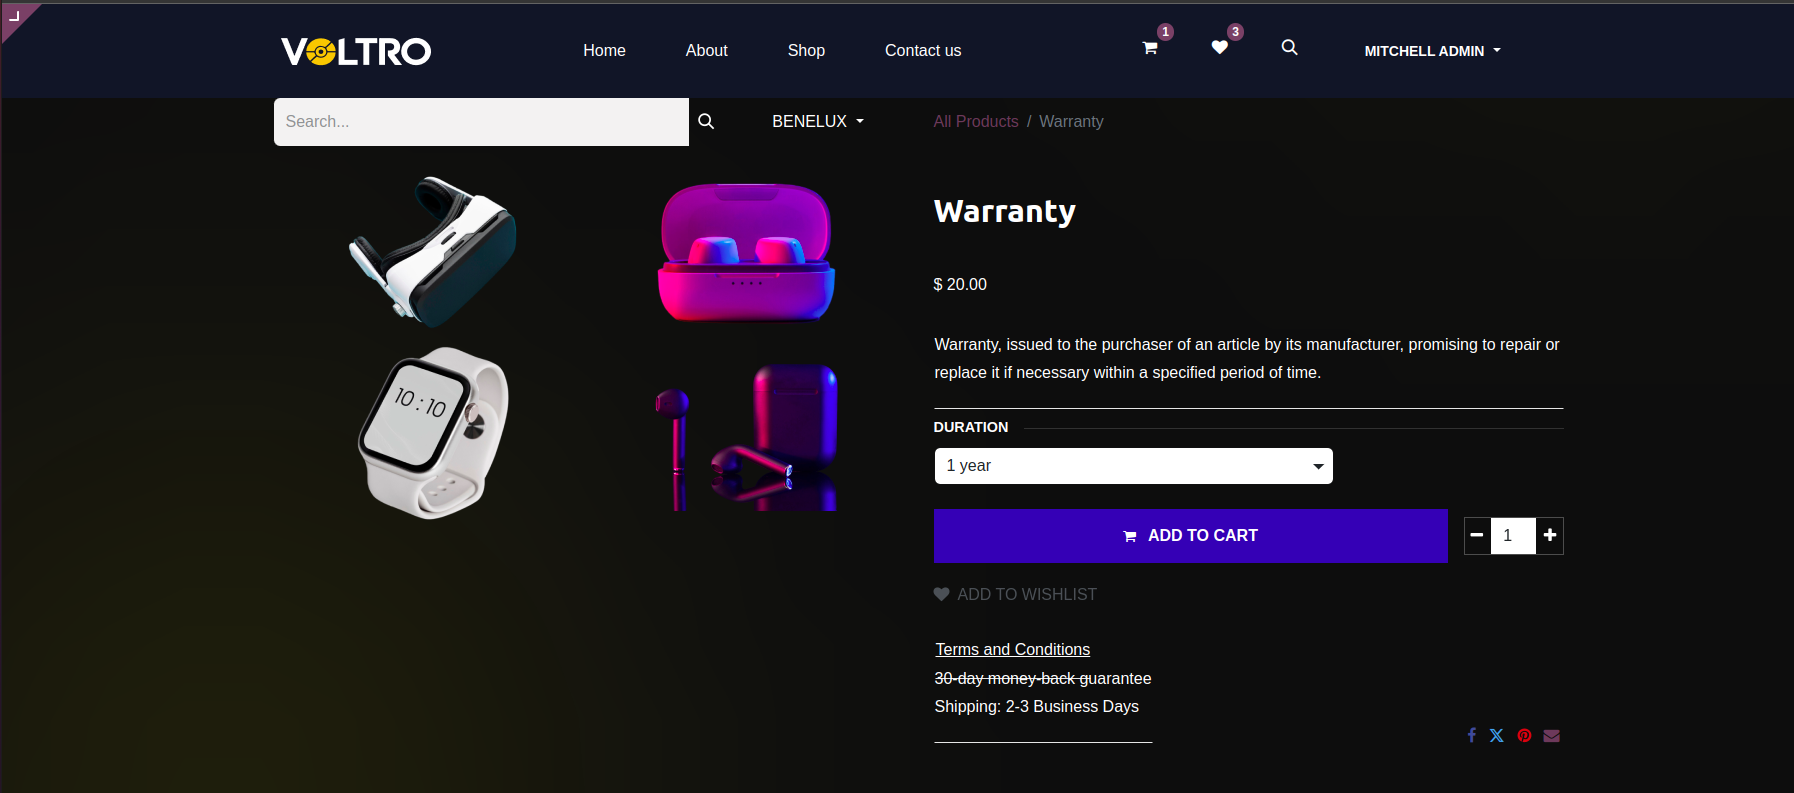 VOLTRO
Home
About
Shop
Contact us
1
3
MITCHELL ADMIN
Search...
BENELUX
All Products / Warranty
Warranty
$ 20.00
Warranty, issued to the purchaser of an article by its manufacturer, promising to repair or
replace it if necessary within a specified period of time.
DURATION
1 year
ADD TO CART
1
ADD TO WISHLIST
Terms and Conditions
30-day money-back guarantee
Shipping: 2-3 Business Days
10:10